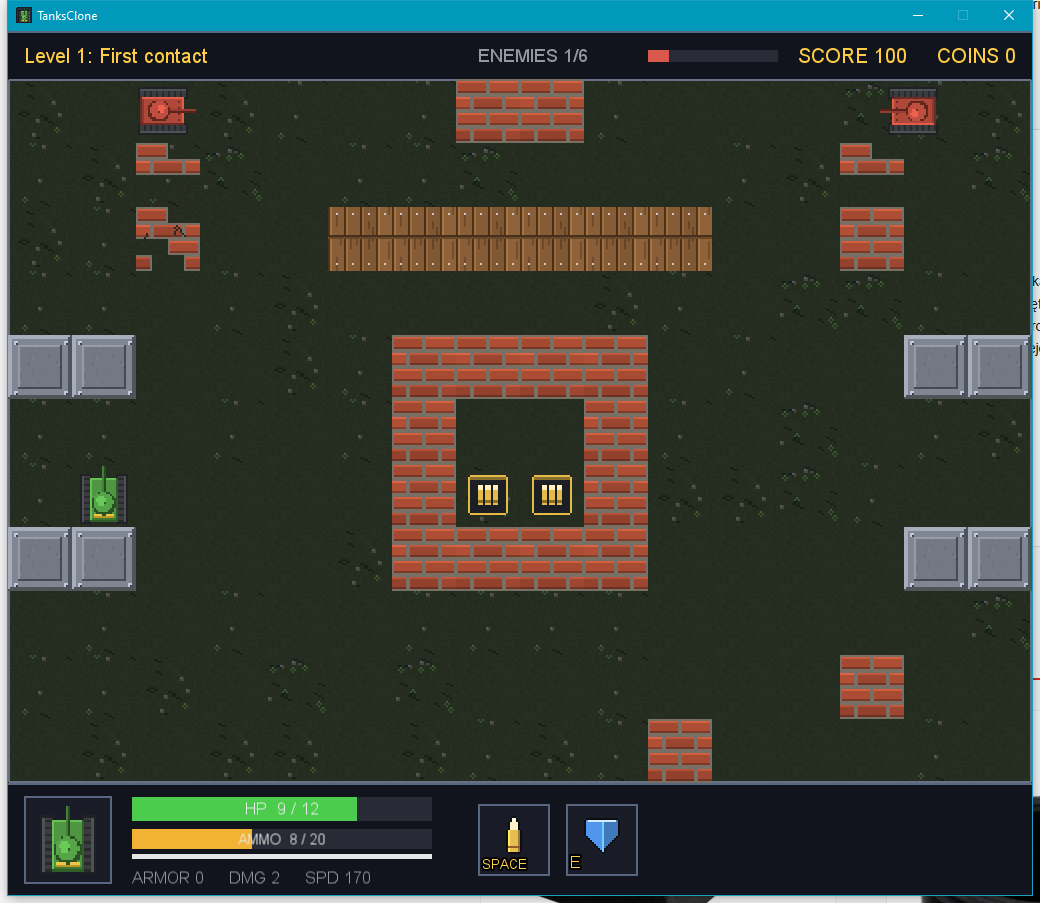 TanksClone
Level 1: First contact
ENEMIES 1/6
SCORE 100
COINS 0
HP 9 / 12
AMMO 8 / 20
ARMOR 0 DMG 2 SPD 170
SPACE
E